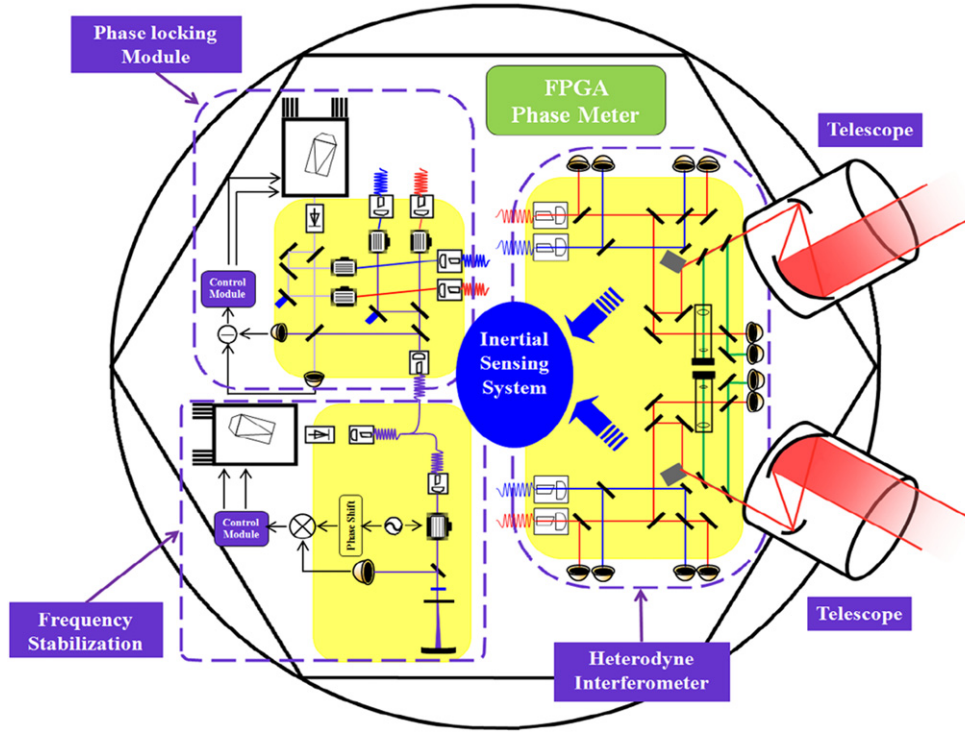 Phase locking
Module
FPGA
Phase Meter
Telescope
Control
Module
Inertial
Sensing
System
Control
Module
Phase Shift
Frequency
Stabilization
Telescope
Heterodyne
Interferometer